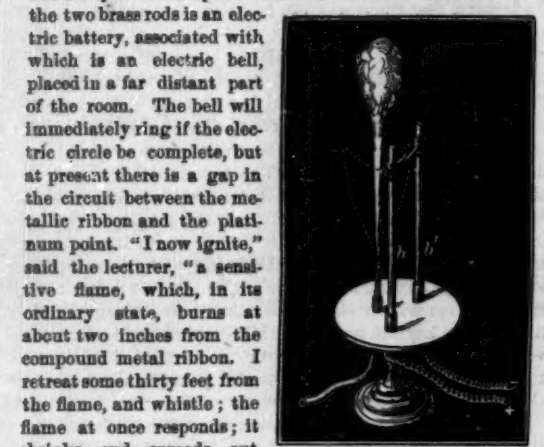 the two brass rods is an elec-
tric battery, associated with
which is an electric bell,
placed in a far distant part
of the room. The bell will
immediately ring if the elec-
tric circle be complete, but
at present there is a gap in
the circuit between the me-
tallic ribbon and the plati-
num point. "I now ignite,"
said the lecturer, "a sensi-
tive flame, which, in its
ordinary state, burns at
about two inches from the
compound metal ribbon. I
retreat some thirty feet from
the flame, and whistle; the
flame at once responds; it
b b'
+